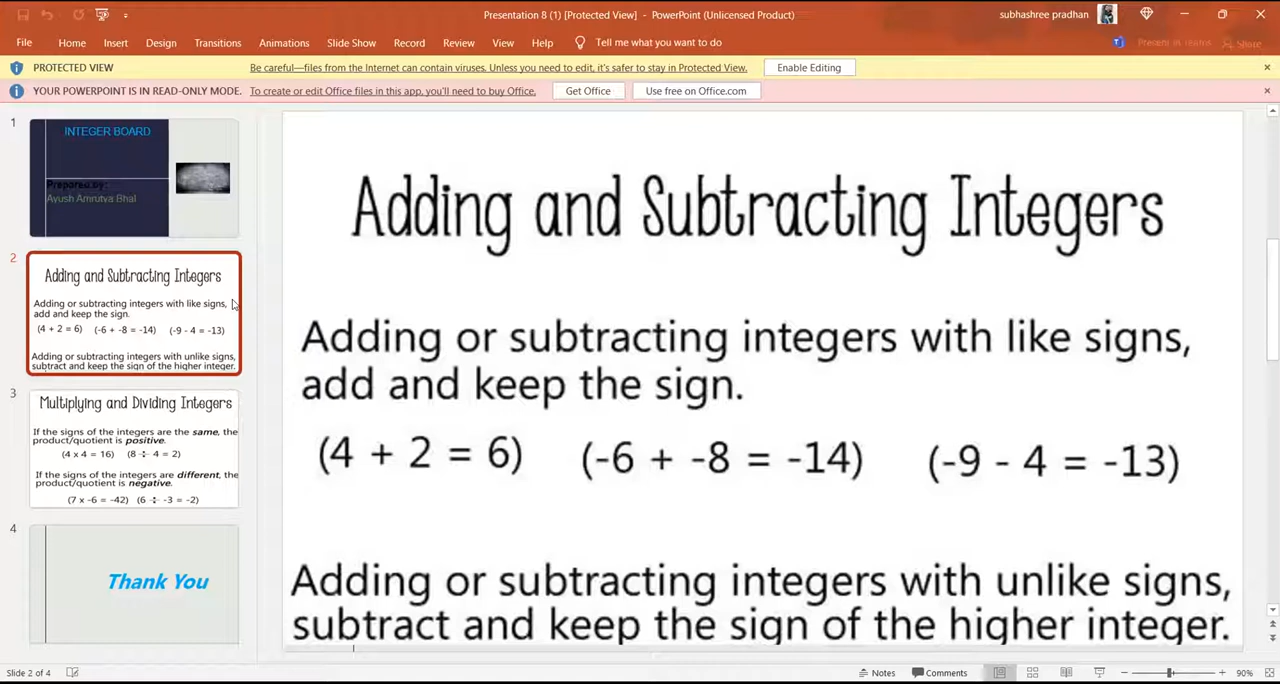 Presentation 8 (1) [Protected View] - PowerPoint (Unlicensed Product)
subhashree pradhan
File Home Insert Design Slide Show Transitions Animations Slide Show Record Review View Help Tell me what you want to do
Present in Teams Share
PROTECTED VIEW Be careful—files from the Internet can contain viruses. Unless you need to edit, it's safer to stay in Protected View. Enable Editing
YOUR POWERPOINT IS IN READ-ONLY MODE. To create or edit Office files in this app, you'll need to buy Office. Get Office Use free on Office.com
1
INTEGER BOARD
Prepared by:
Ayush Amrutva Bhal
2
Adding and Subtracting Integers
Adding or subtracting integers with like signs,
add and keep the sign.
(4 + 2 = 6) (-6 + -8 = -14) (-9 - 4 = -13)
Adding or subtracting integers with unlike signs,
subtract and keep the sign of the higher integer.
3
Multiplying and Dividing Integers
If the signs of the integers are the same, the
product/quotient is positive.
(4 x 4 = 16) (8 ÷ 4 = 2)
If the signs of the integers are different, the
product/quotient is negative.
(7 x -6 = -42) (6 ÷ -3 = -2)
4
Thank You
Adding and Subtracting Integers
Adding or subtracting integers with like signs,
add and keep the sign.
(4 + 2 = 6) (-6 + -8 = -14) (-9 - 4 = -13)
Adding or subtracting integers with unlike signs,
subtract and keep the sign of the higher integer.
Slide 2 of 4
Notes Comments 90%